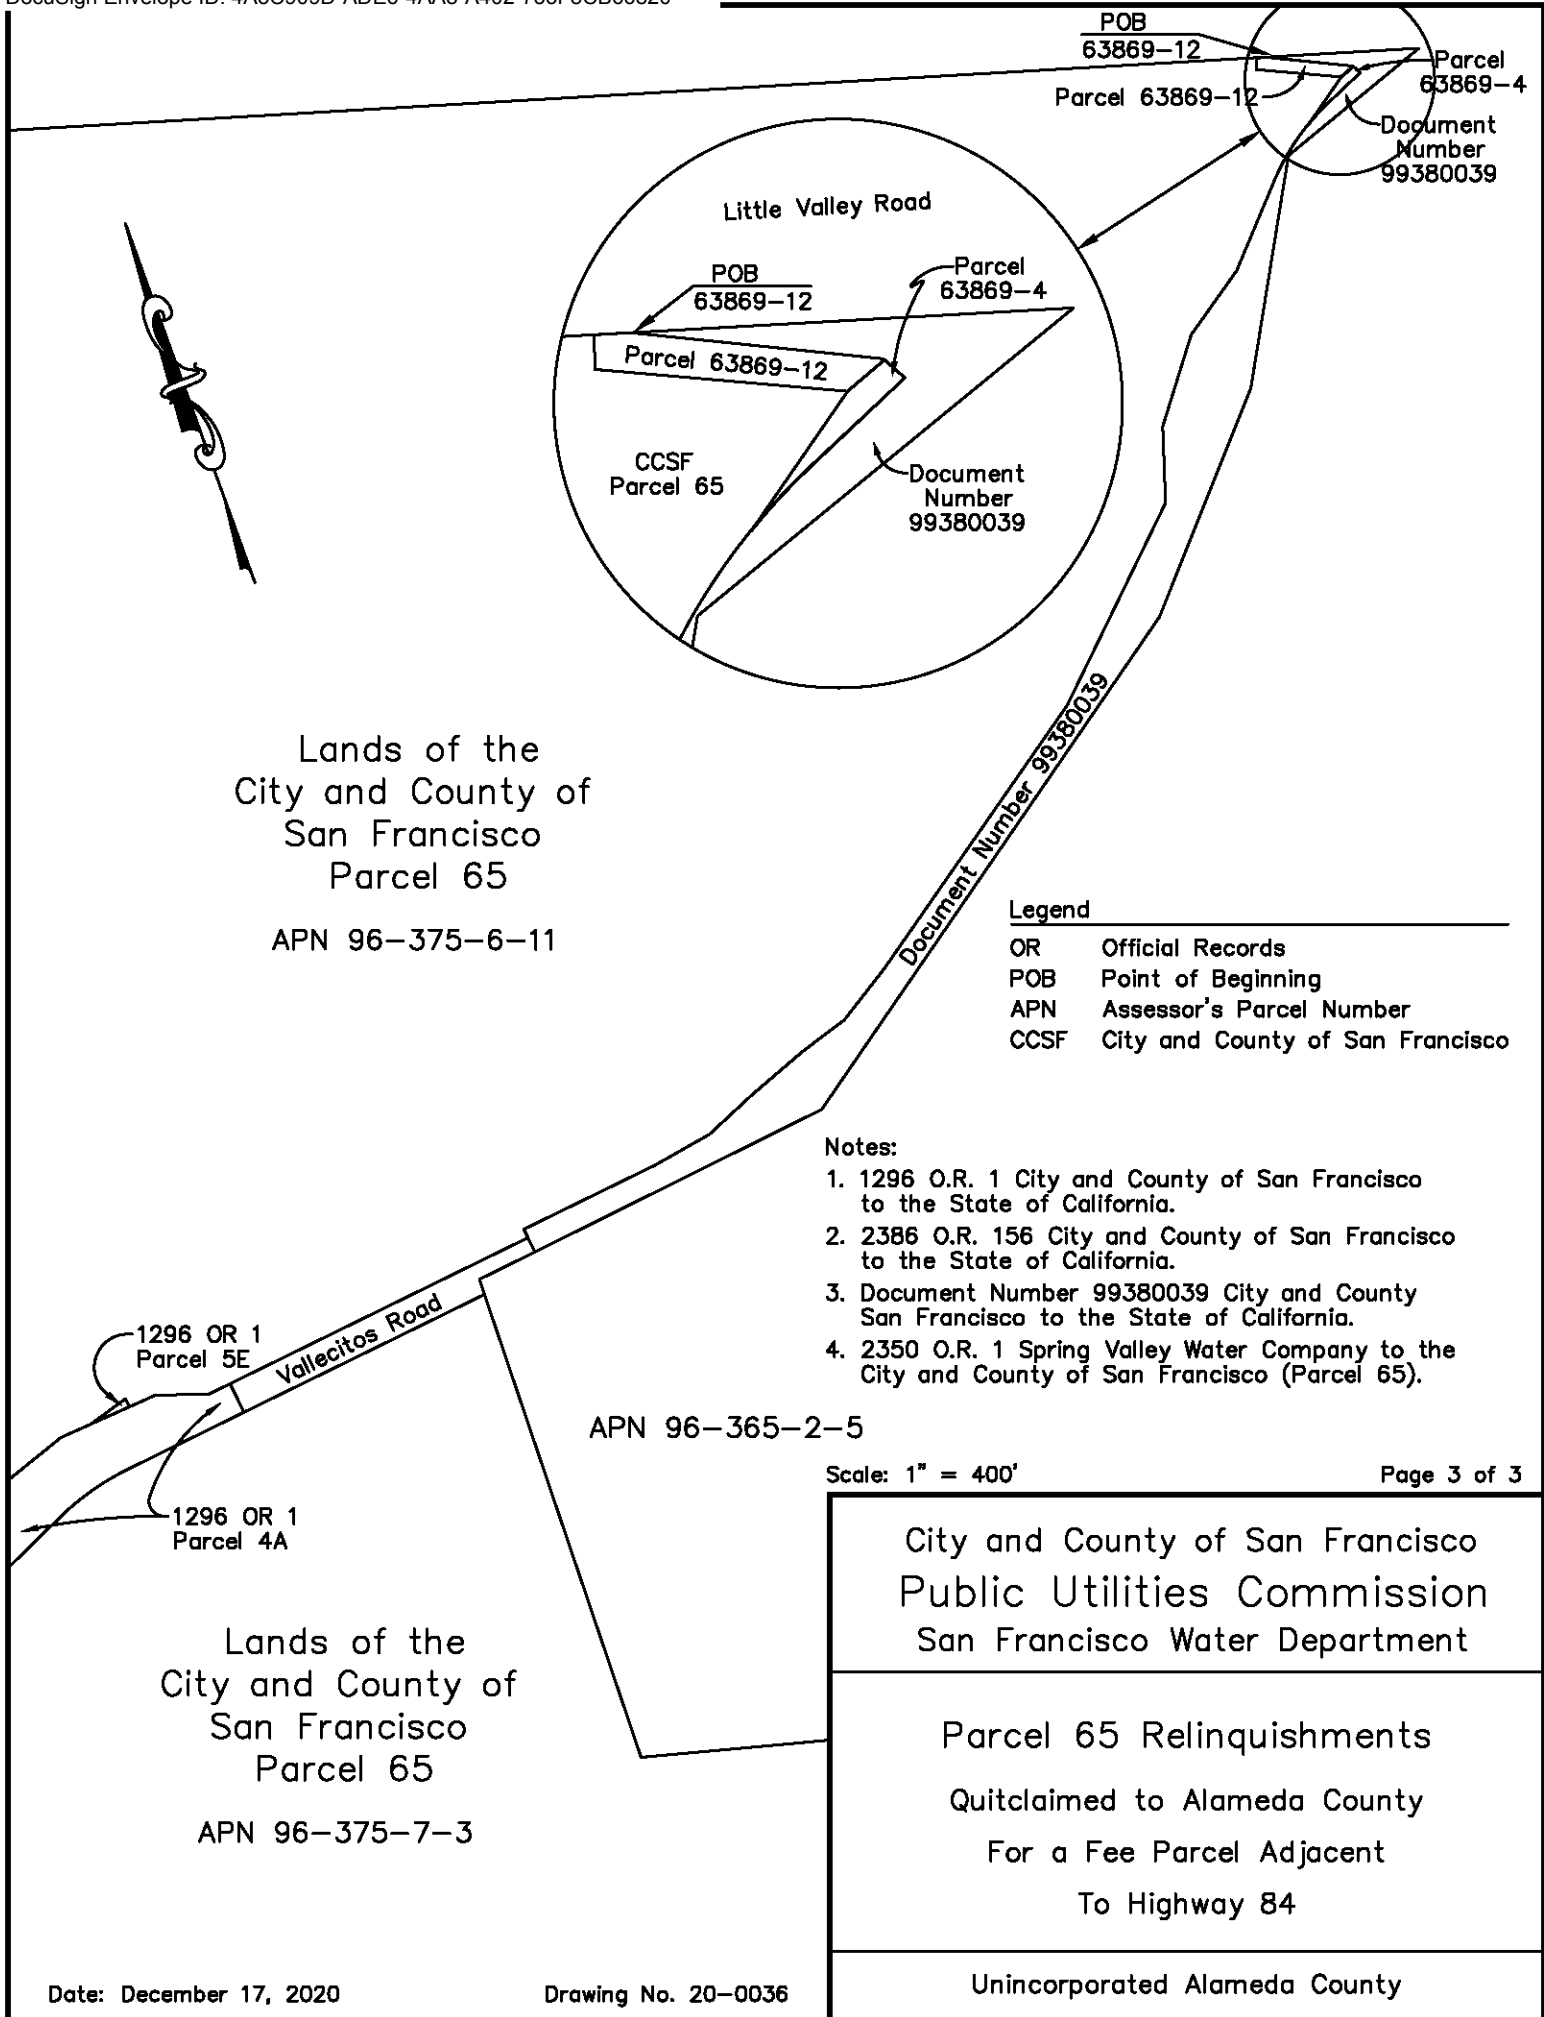 POB
63869-12
Parcel
63869-4
Parcel 63869-12
Document
Number
99380039
Little Valley Road
POB
63869-12
Parcel
63869-4
Parcel 63869-12
CCSF
Parcel 65
Document
Number
99380039
Document Number 99380039
Lands of the
City and County of
San Francisco
Parcel 65
APN 96-375-6-11
Legend
OR Official Records
POB Point of Beginning
APN Assessor's Parcel Number
CCSF City and County of San Francisco
Notes:
1. 1296 O.R. 1 City and County of San Francisco
to the State of California.
2. 2386 O.R. 156 City and County of San Francisco
to the State of California.
3. Document Number 99380039 City and County
San Francisco to the State of California.
4. 2350 O.R. 1 Spring Valley Water Company to the
City and County of San Francisco (Parcel 65).
1296 OR 1
Parcel 5E
Vallecitos Road
APN 96-365-2-5
1296 OR 1
Parcel 4A
Scale: 1" = 400' Page 3 of 3
Lands of the
City and County of
San Francisco
Parcel 65
APN 96-375-7-3
City and County of San Francisco
Public Utilities Commission
San Francisco Water Department
Parcel 65 Relinquishments
Quitclaimed to Alameda County
For a Fee Parcel Adjacent
To Highway 84
Unincorporated Alameda County
Date: December 17, 2020 Drawing No. 20-0036